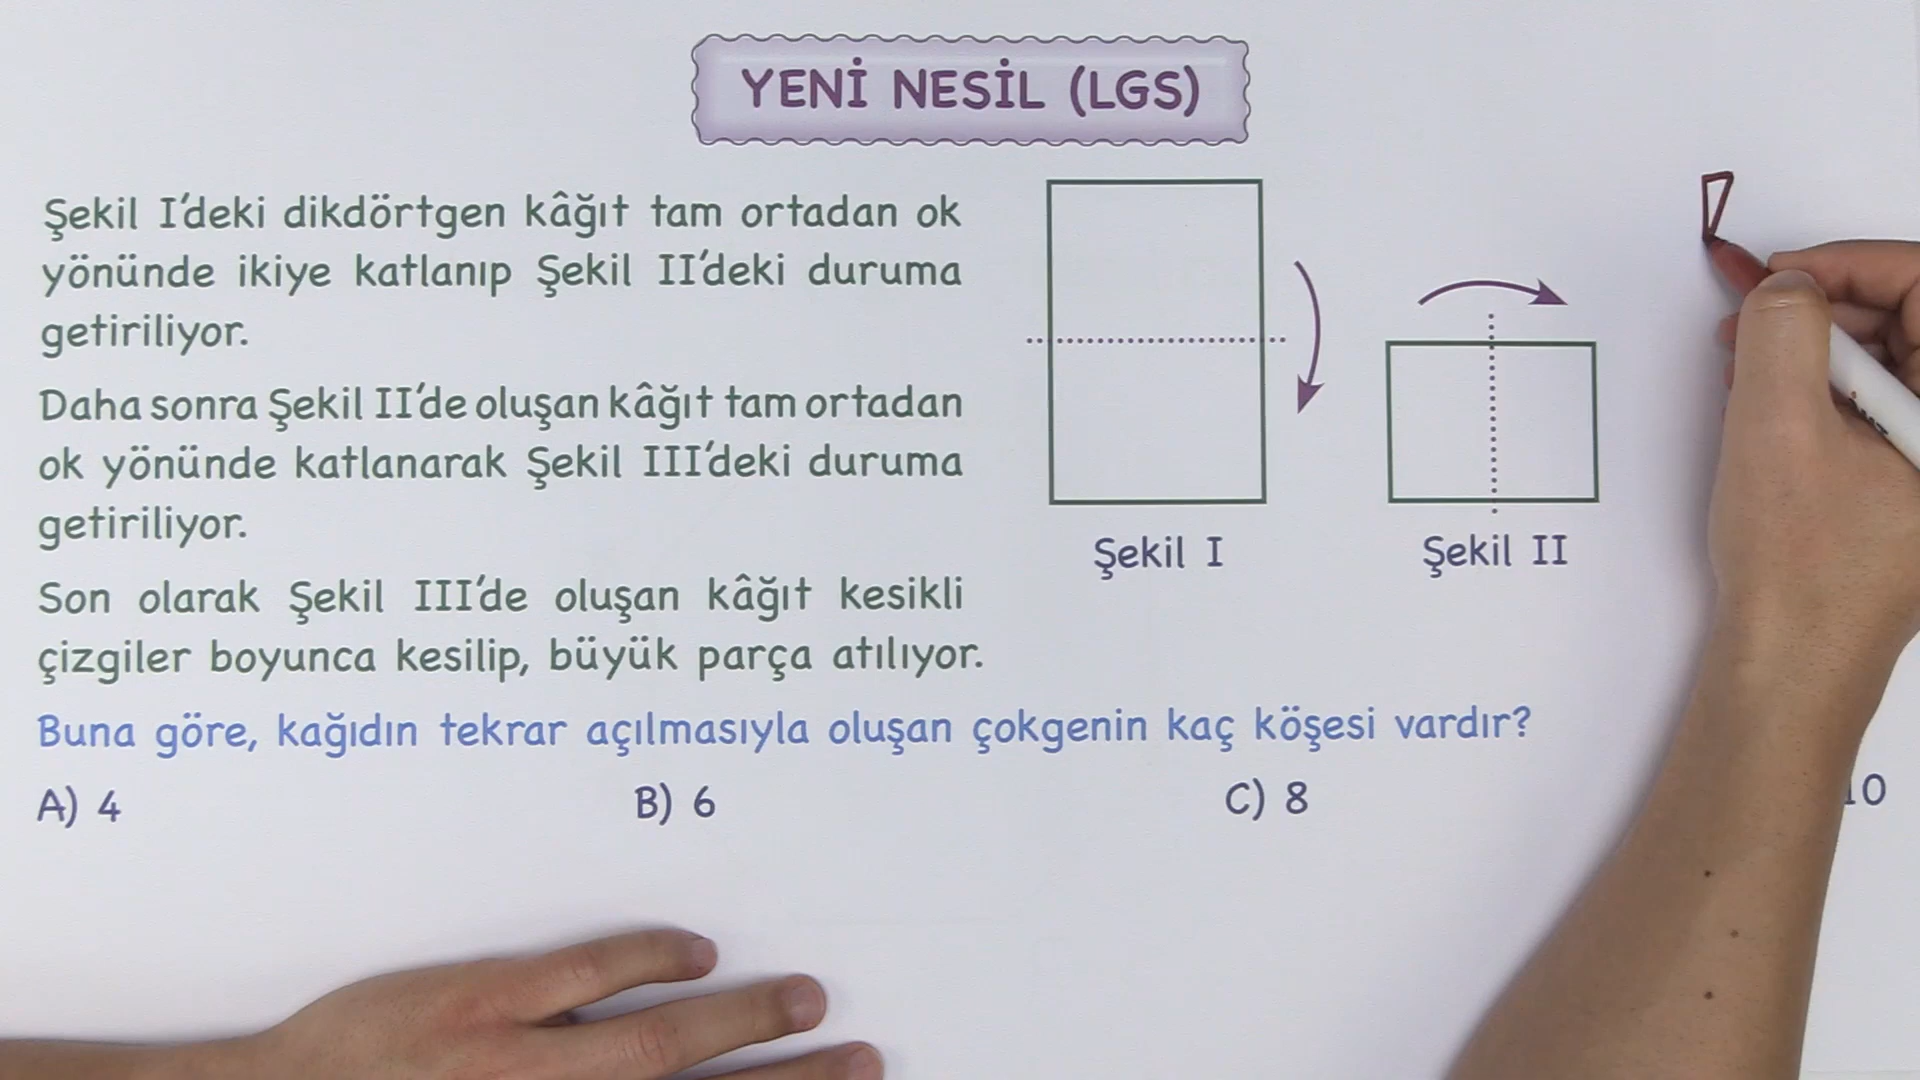 YENİ NESİL (LGS)
Şekil I'deki dikdörtgen kâğıt tam ortadan ok
yönünde ikiye katlanıp Şekil II'deki duruma
getiriliyor.
Daha sonra Şekil II'de oluşan kâğıt tam ortadan
ok yönünde katlanarak Şekil III'deki duruma
getiriliyor.
Son olarak Şekil III'de oluşan kâğıt kesikli
çizgiler boyunca kesilip, büyük parça atılıyor.
Şekil I
Şekil II
Buna göre, kağıdın tekrar açılmasıyla oluşan çokgenin kaç köşesi vardır?
A) 4
B) 6
C) 8
10